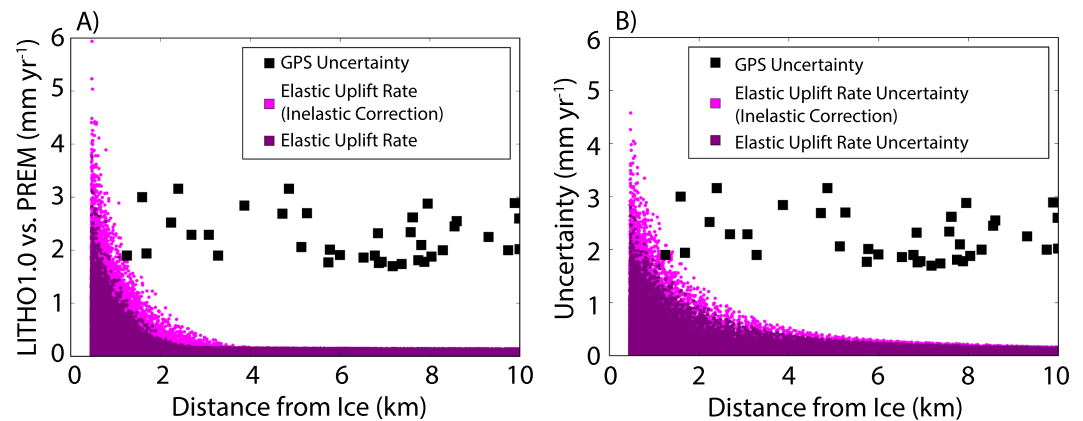 A)
LITHO1.0 vs. PREM (mm yr⁻¹)
6
5
4
3
2
1
0
GPS Uncertainty
Elastic Uplift Rate
(Inelastic Correction)
Elastic Uplift Rate
0 2 4 6 8 10
Distance from Ice (km)
B)
Uncertainty (mm yr⁻¹)
6
5
4
3
2
1
0
GPS Uncertainty
Elastic Uplift Rate Uncertainty
(Inelastic Correction)
Elastic Uplift Rate Uncertainty
0 2 4 6 8 10
Distance from Ice (km)